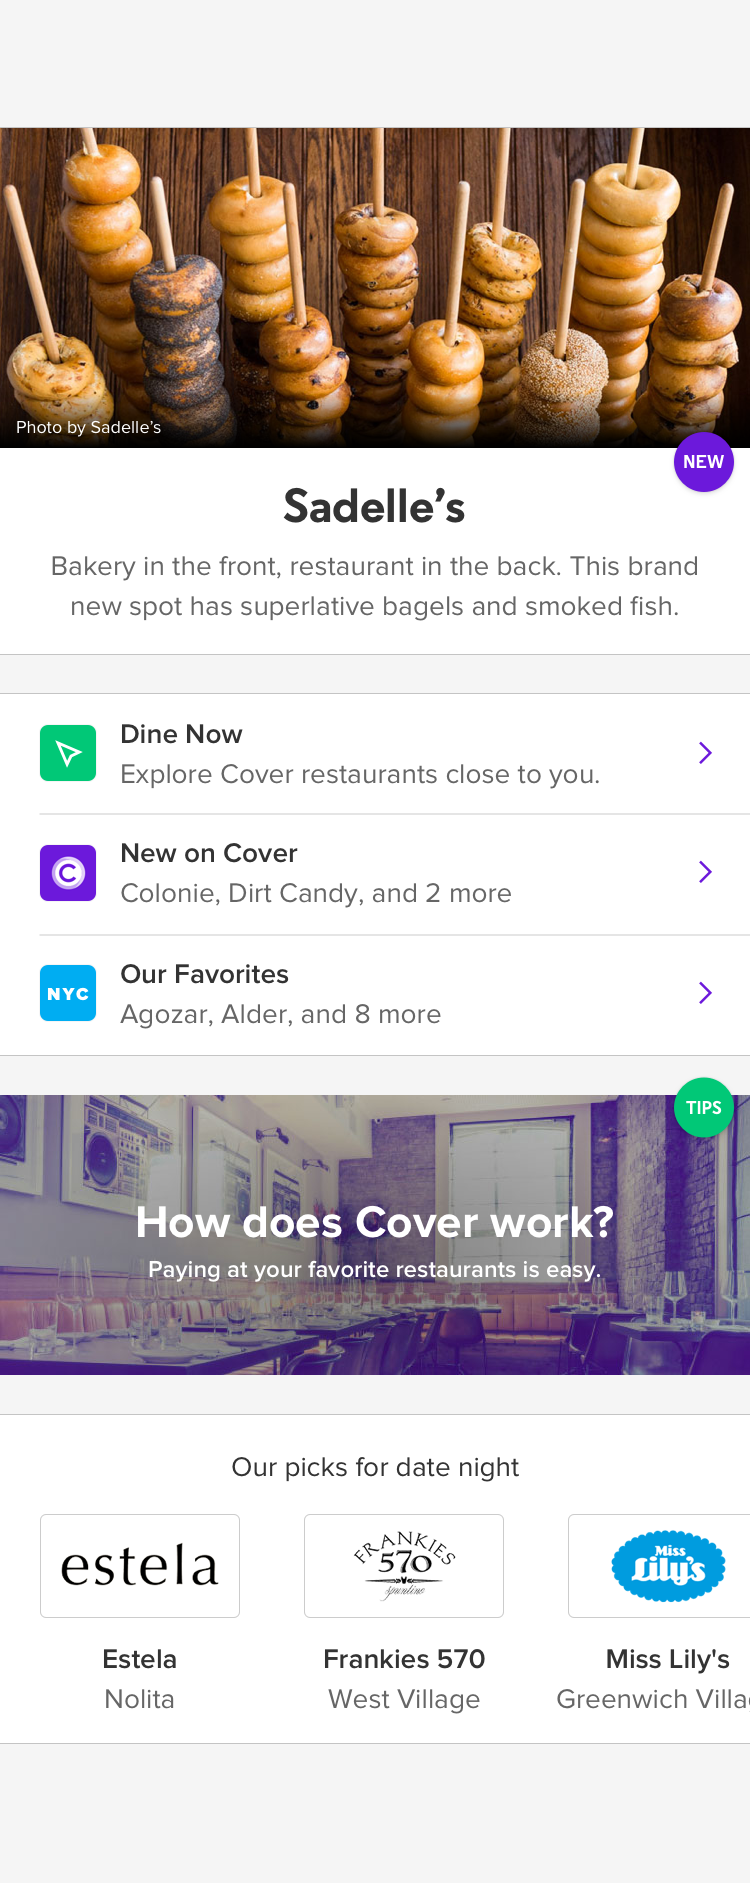 Photo by Sadelle’s
NEW
Sadelle’s
Bakery in the front, restaurant in the back. This brand
new spot has superlative bagels and smoked fish.
Dine Now
Explore Cover restaurants close to you.
C
New on Cover
Colonie, Dirt Candy, and 2 more
NYC
Our Favorites
Agozar, Alder, and 8 more
TIPS
How does Cover work?
Paying at your favorite restaurants is easy.
Our picks for date night
estela
FRANKIES
570
spuntino
Miss
Lily's
Estela
Frankies 570
Miss Lily's
Nolita
West Village
Greenwich Villa